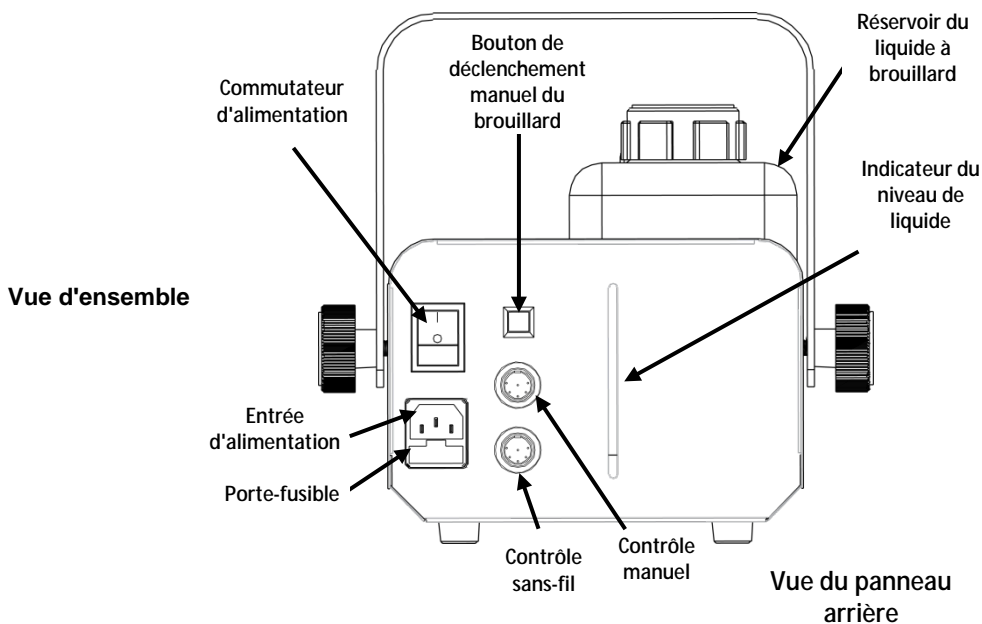 Réservoir du
liquide à
brouillard
Bouton de
déclenchement
manuel du
brouillard
Commutateur
d'alimentation
Indicateur du
niveau de
liquide
Vue d'ensemble
Entrée
d'alimentation
Porte-fusible
Contrôle
sans-fil
Contrôle
manuel
Vue du panneau
arrière